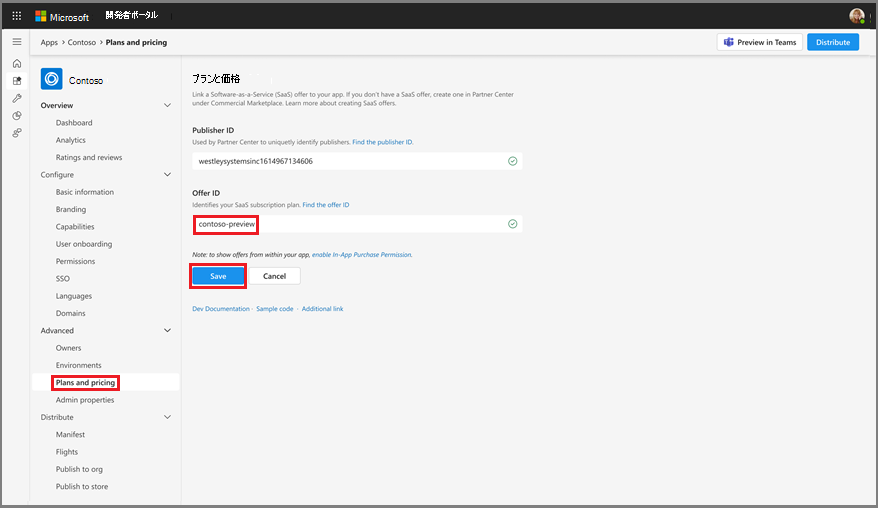 Microsoft 開発者ポータル
Apps > Contoso > Plans and pricing
Preview in Teams
Distribute
Contoso
Overview
Dashboard
Analytics
Ratings and reviews
Configure
Basic information
Branding
Capabilities
User onboarding
Permissions
SSO
Languages
Domains
Advanced
Owners
Environments
Plans and pricing
Admin properties
Distribute
Manifest
Flights
Publish to org
Publish to store
プランと価格
Link a Software-as-a-Service (SaaS) offer to your app. If you don't have a SaaS offer, create one in Partner Center
under Commercial Marketplace. Learn more about creating SaaS offers.
Publisher ID
Used by Partner Center to uniquetly identify publishers. Find the publisher ID.
westleysystemsinc1614967134606
Offer ID
Identifies your SaaS subscription plan. Find the offer ID
contoso-preview
Note: to show offers from within your app, enable In-App Purchase Permission.
Save
Cancel
Dev Documentation · Sample code · Additional link